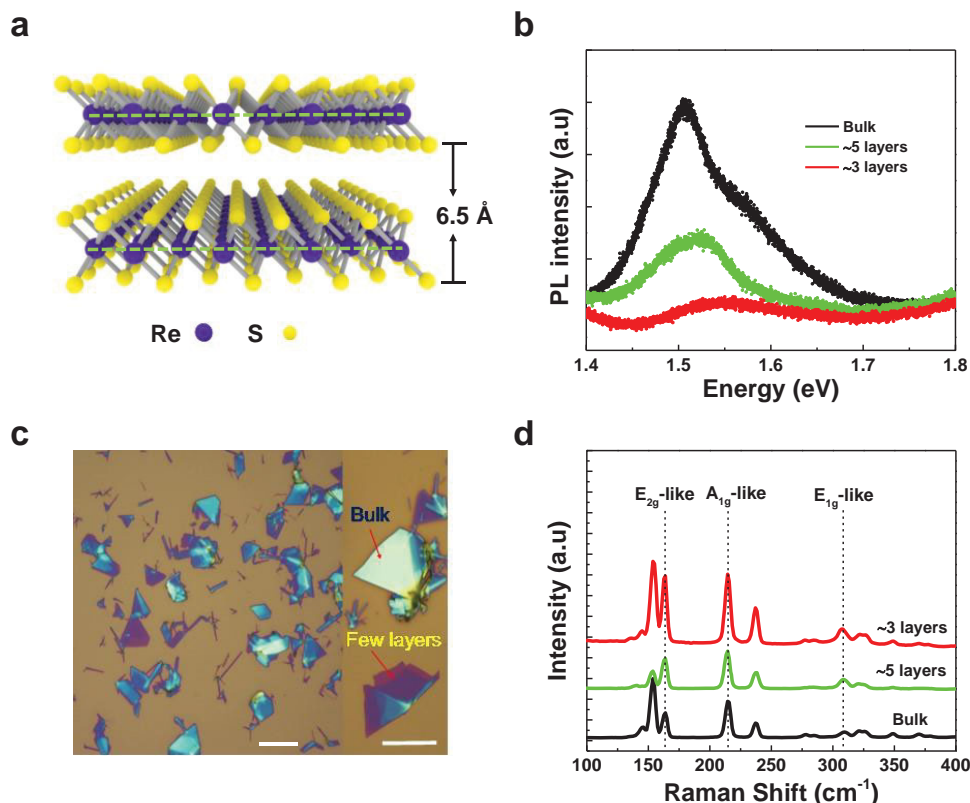 a
6.5 Å
Re S
b
PL intensity (a.u)
Bulk
~5 layers
~3 layers
1.4 1.5 1.6 1.7 1.8
Energy (eV)
c
Bulk
Few layers
d
Intensity (a.u)
E2g-like A1g-like E1g-like
~3 layers
~5 layers
Bulk
100 150 200 250 300 350 400
Raman Shift (cm⁻¹)